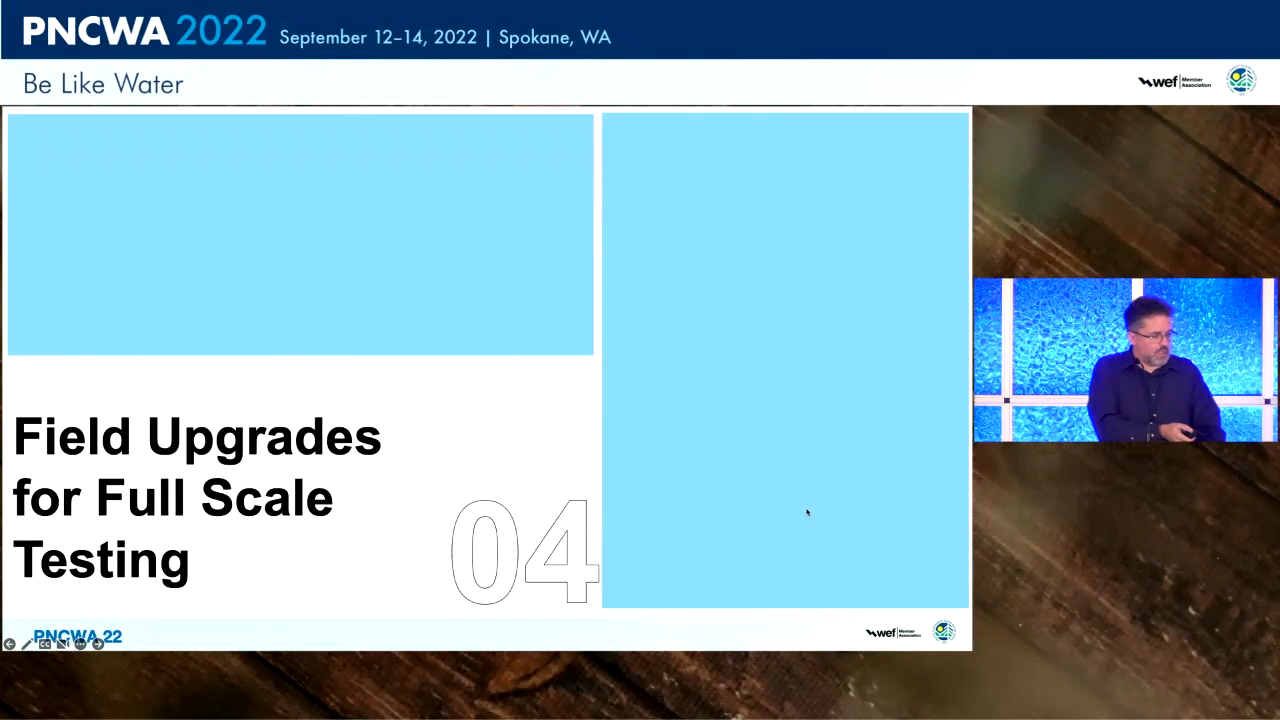 PNCWA 2022 September 12–14, 2022 | Spokane, WA
Be Like Water
wef Member Association
Field Upgrades
for Full Scale
Testing
04
PNCWA 22
wef Member Association